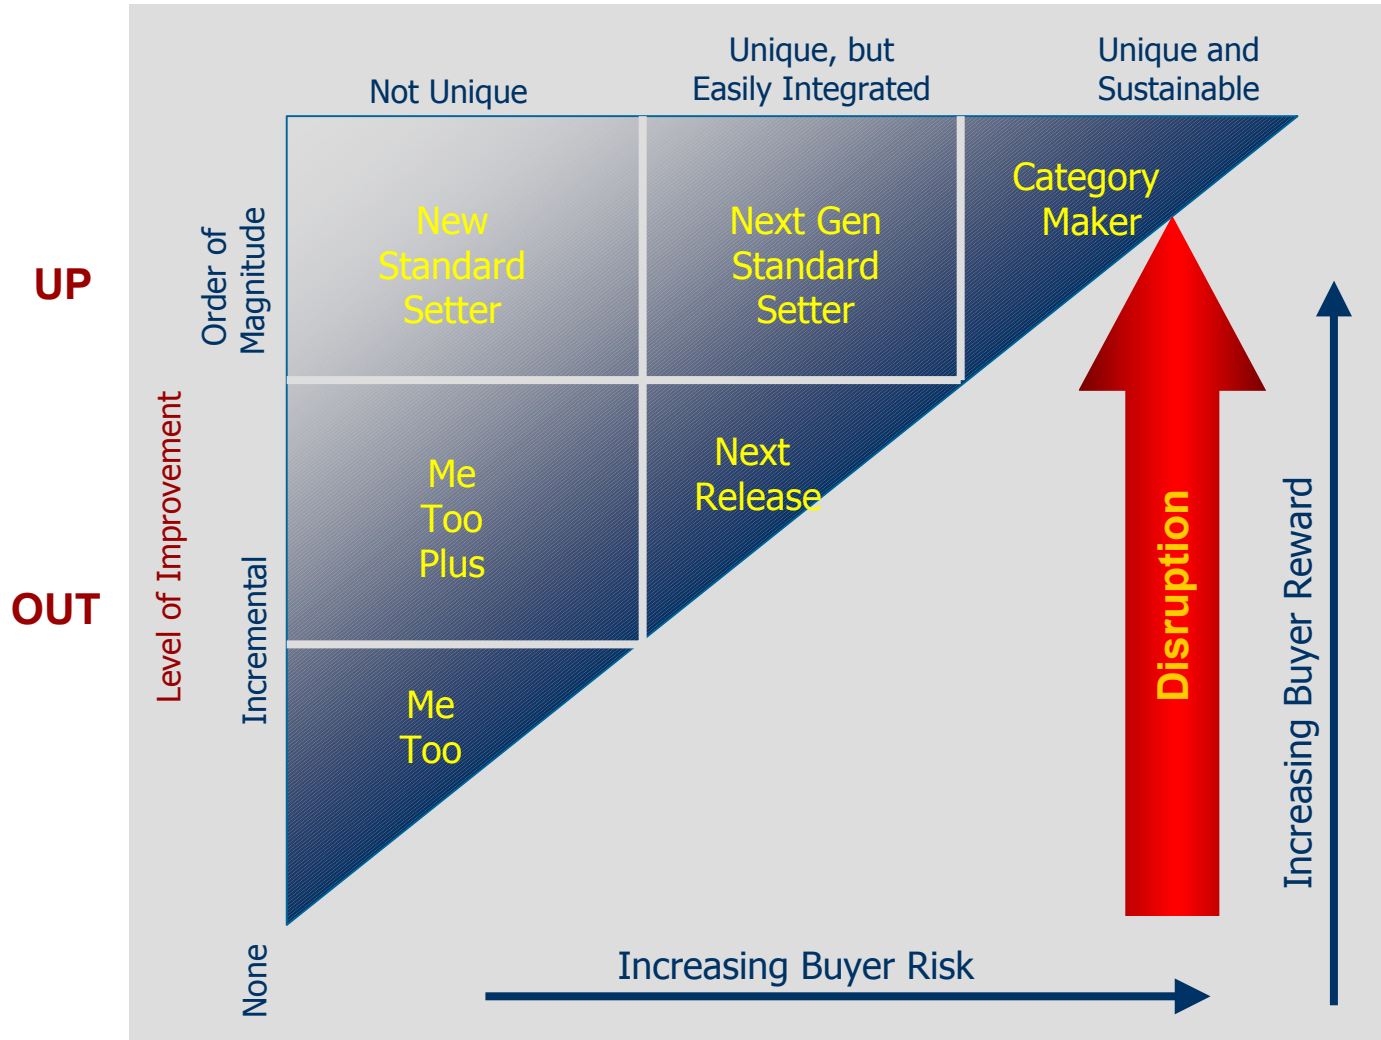 Not Unique
Unique, but
Easily Integrated
Unique and
Sustainable
UP
OUT
Level of Improvement
Order of
Magnitude
Incremental
None
New
Standard
Setter
Next Gen
Standard
Setter
Category
Maker
Me
Too
Plus
Next
Release
Me
Too
Disruption
Increasing Buyer Reward
Increasing Buyer Risk